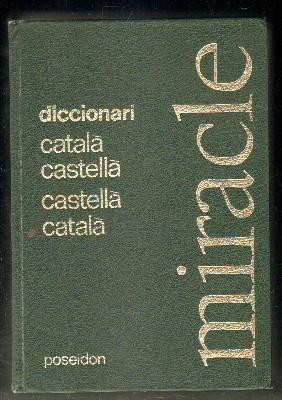 diccionari
català
castellà
castellà
català
miracle
poseidon